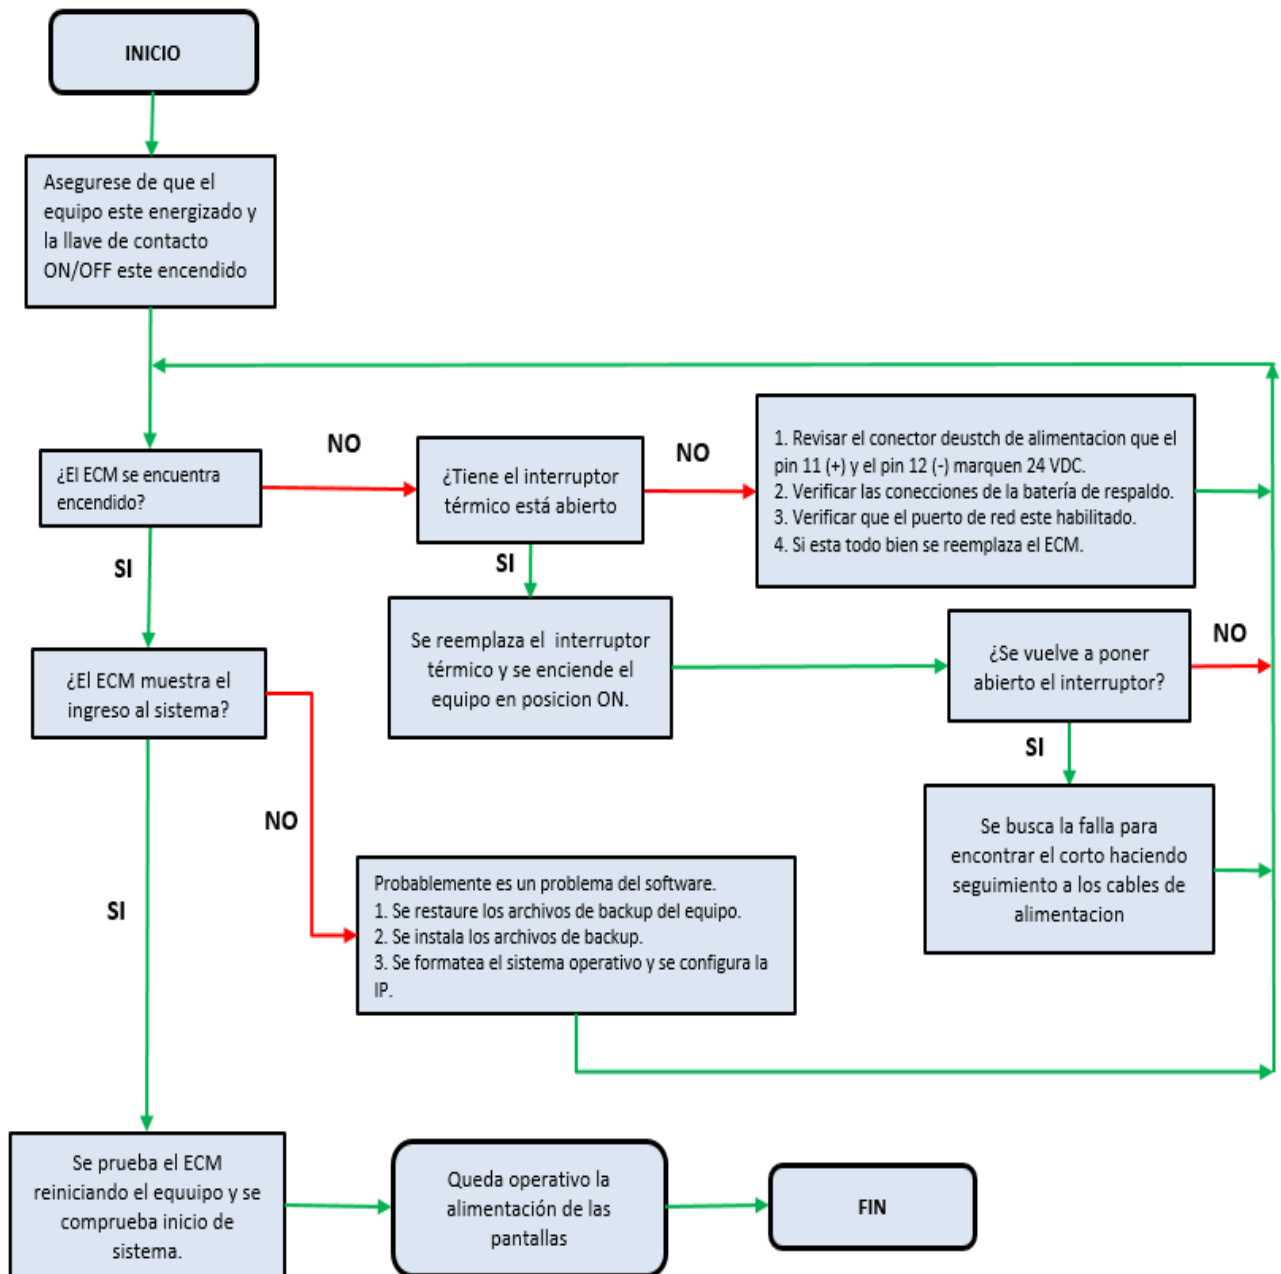 INICIO
Asegurese de que el
equipo este energizado y
la llave de contacto
ON/OFF este encendido
¿El ECM se encuentra
encendido?
NO
¿Tiene el interruptor
térmico está abierto
NO
1. Revisar el conector deustch de alimentacion que el
pin 11 (+) y el pin 12 (-) marquen 24 VDC.
2. Verificar las conecciones de la batería de respaldo.
3. Verificar que el puerto de red este habilitado.
4. Si esta todo bien se reemplaza el ECM.
SI
SI
Se reemplaza el interruptor
térmico y se enciende el
equipo en posicion ON.
¿Se vuelve a poner
abierto el interruptor?
NO
¿El ECM muestra el
ingreso al sistema?
SI
Se busca la falla para
encontrar el corto haciendo
seguimiento a los cables de
alimentacion
NO
Probablemente es un problema del software.
1. Se restaure los archivos de backup del equipo.
2. Se instala los archivos de backup.
3. Se formatea el sistema operativo y se configura la
IP.
SI
Se prueba el ECM
reiniciando el equuipo y se
comprueba inicio de
sistema.
Queda operativo la
alimentación de las
pantallas
FIN